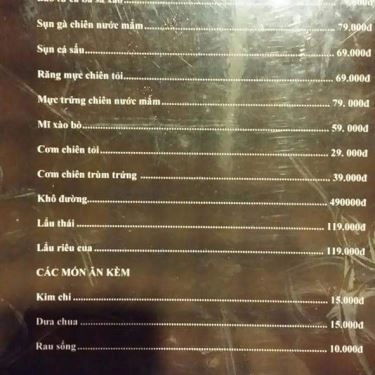 xào
Sụn gà chiên nước mắm 79.000đ
Sụn cá sấu 69.000đ
Răng mực chiên tỏi 69.000đ
Mực trứng chiên nước mắm 79. 000đ
Mĩ xào bò 59. 000đ
Cơm chiên tỏi 29. 000đ
Cơm chiên trùm trứng 39.000đ
Khô đường 490000đ
Lẩu thái 119.000đ
Lẩu riêu cua 119.000đ
CÁC MÓN ĂN KÈM
Kim chi 15.000đ
Dưa chua 15.000đ
Rau sống 10.000đ